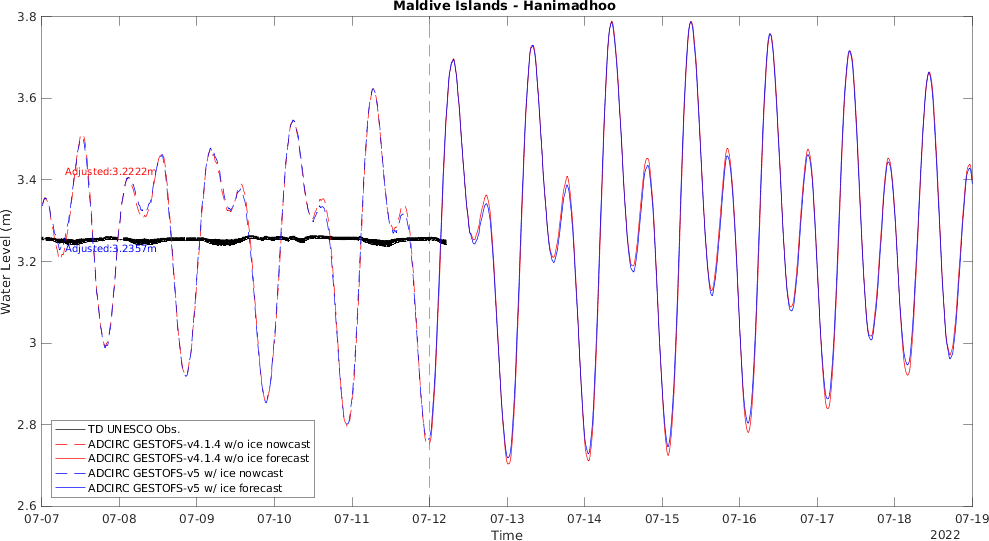 Maldive Islands - Hanimadhoo
3.8
3.6
3.4
3.2
3
2.8
2.6
Water Level (m)
Adjusted:3.2222m
Adjusted:3.2357m
TD UNESCO Obs.
ADCIRC GESTOFS-v4.1.4 w/o ice nowcast
ADCIRC GESTOFS-v4.1.4 w/o ice forecast
ADCIRC GESTOFS-v5 w/ ice nowcast
ADCIRC GESTOFS-v5 w/ ice forecast
07-07 07-08 07-09 07-10 07-11 07-12 07-13 07-14 07-15 07-16 07-17 07-18 07-19
Time
2022